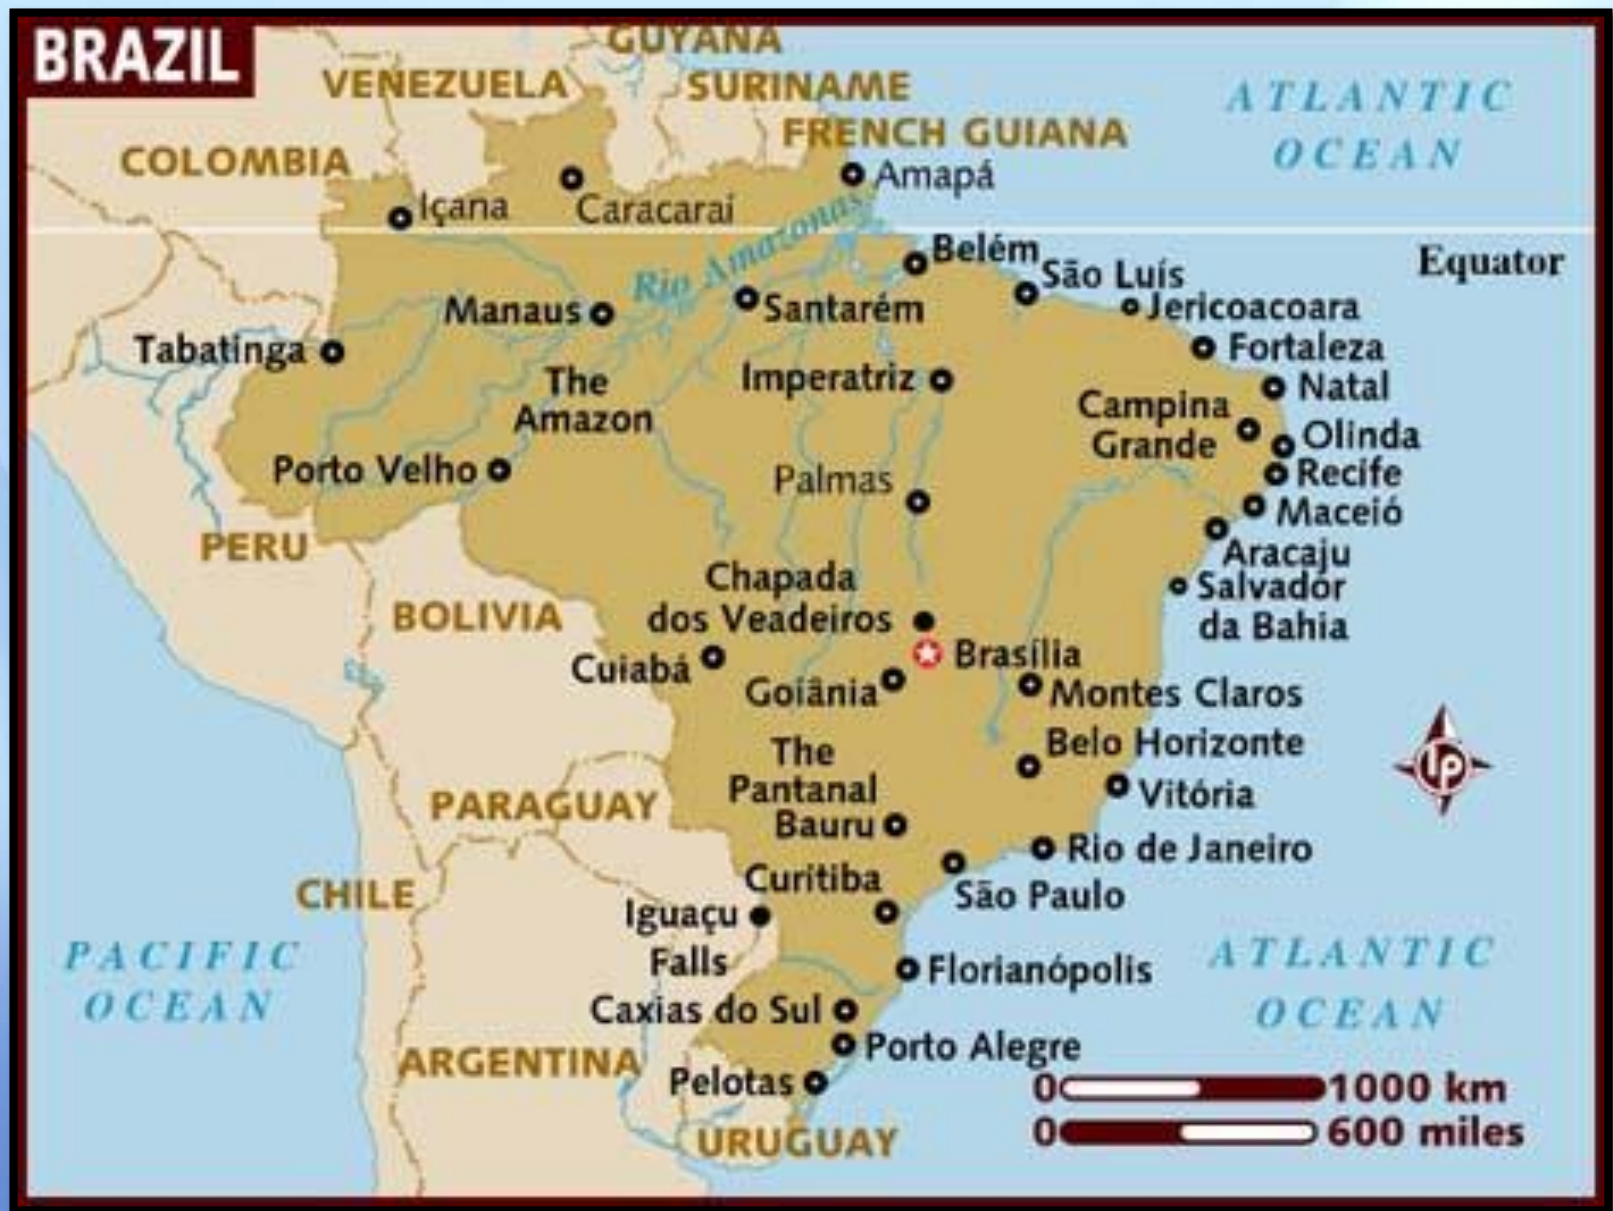 BRAZIL
GUYANA
VENEZUELA
SURINAME
ATLANTIC
OCEAN
FRENCH GUIANA
COLOMBIA
Amapá
Içana
Caracaraí
Rio Amazonas
Belém
Equator
São Luís
Manaus
Santarém
Jericoacoara
Tabatinga
Fortaleza
The
Amazon
Imperatriz
Natal
Campina
Grande
Olinda
Porto Velho
Palmas
Recife
Maceió
PERU
Aracaju
Chapada
dos Veadeiros
Salvador
da Bahia
BOLIVIA
Cuiabá
Brasília
Goiânia
Montes Claros
The
Pantanal
Belo Horizonte
lp
PARAGUAY
Vitória
Bauru
Rio de Janeiro
Curitiba
São Paulo
CHILE
Iguaçu
Falls
PACIFIC
OCEAN
Florianópolis
ATLANTIC
OCEAN
Caxias do Sul
ARGENTINA
Porto Alegre
Pelotas
0 1000 km
0 600 miles
URUGUAY